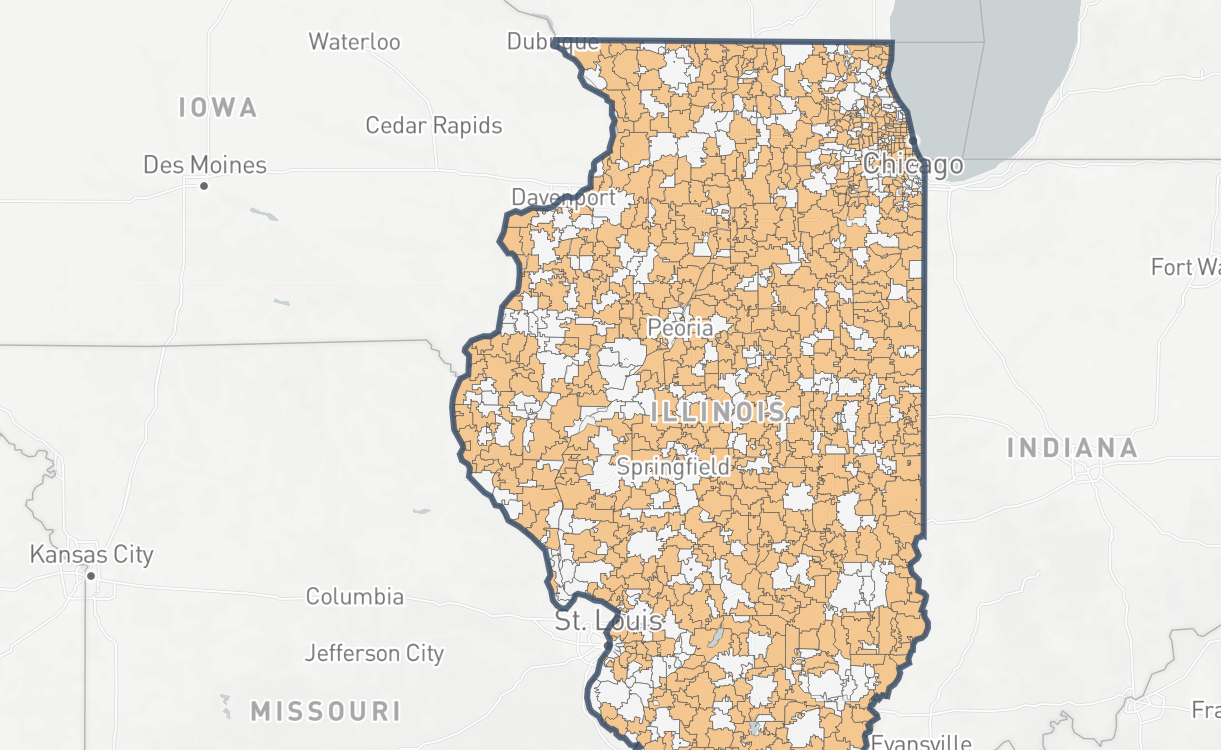 Waterloo
Dubuque
IOWA
Cedar Rapids
Des Moines
Chicago
Davenport
Fort Wa
Peoria
ILLINOIS
INDIANA
Springfield
Kansas City
Columbia
St. Louis
Jefferson City
MISSOURI
Fra
Evansville